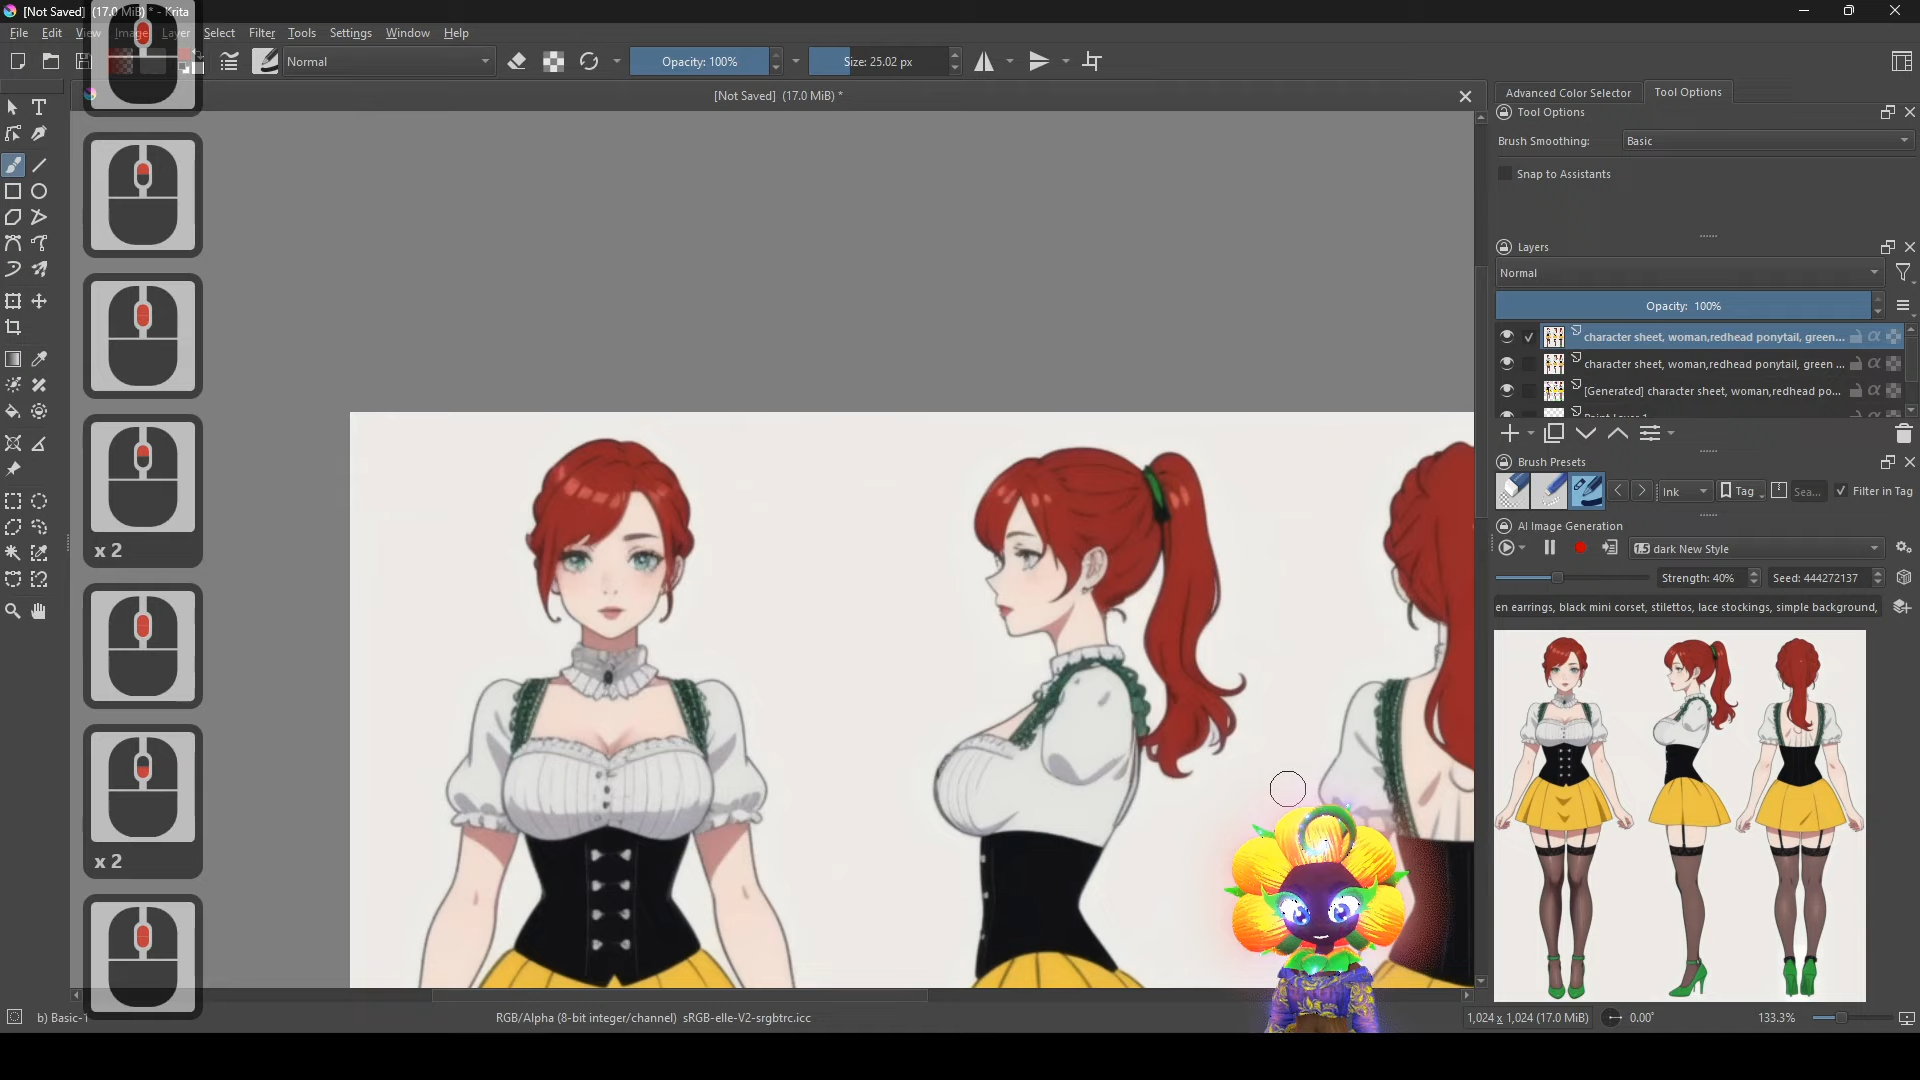 [Not Saved] (17.0 MiB) * - Krita
File Edit View Image Layer Select Filter Tools Settings Window Help
Normal
Opacity: 100%
Size: 25.02 px
[Not Saved] (17.0 MiB) *
Advanced Color Selector
Tool Options
Tool Options
Brush Smoothing:
Basic
Snap to Assistants
Layers
Normal
Opacity: 100%
character sheet, woman,redhead ponytail, green...
character sheet, woman,redhead ponytail, green ...
[Generated] character sheet, woman,redhead po...
Paint Layer 1
Brush Presets
Ink
Tag
Sea...
Filter in Tag
AI Image Generation
1.5 dark New Style
Strength: 40%
Seed: 444272137
en earrings, black mini corset, stilettos, lace stockings, simple background,
x 2
x 2
b) Basic-
RGB/Alpha (8-bit integer/channel) sRGB-elle-V2-srgbtrc.icc
1,024 x 1,024 (17.0 MiB)
0.00°
133.3%